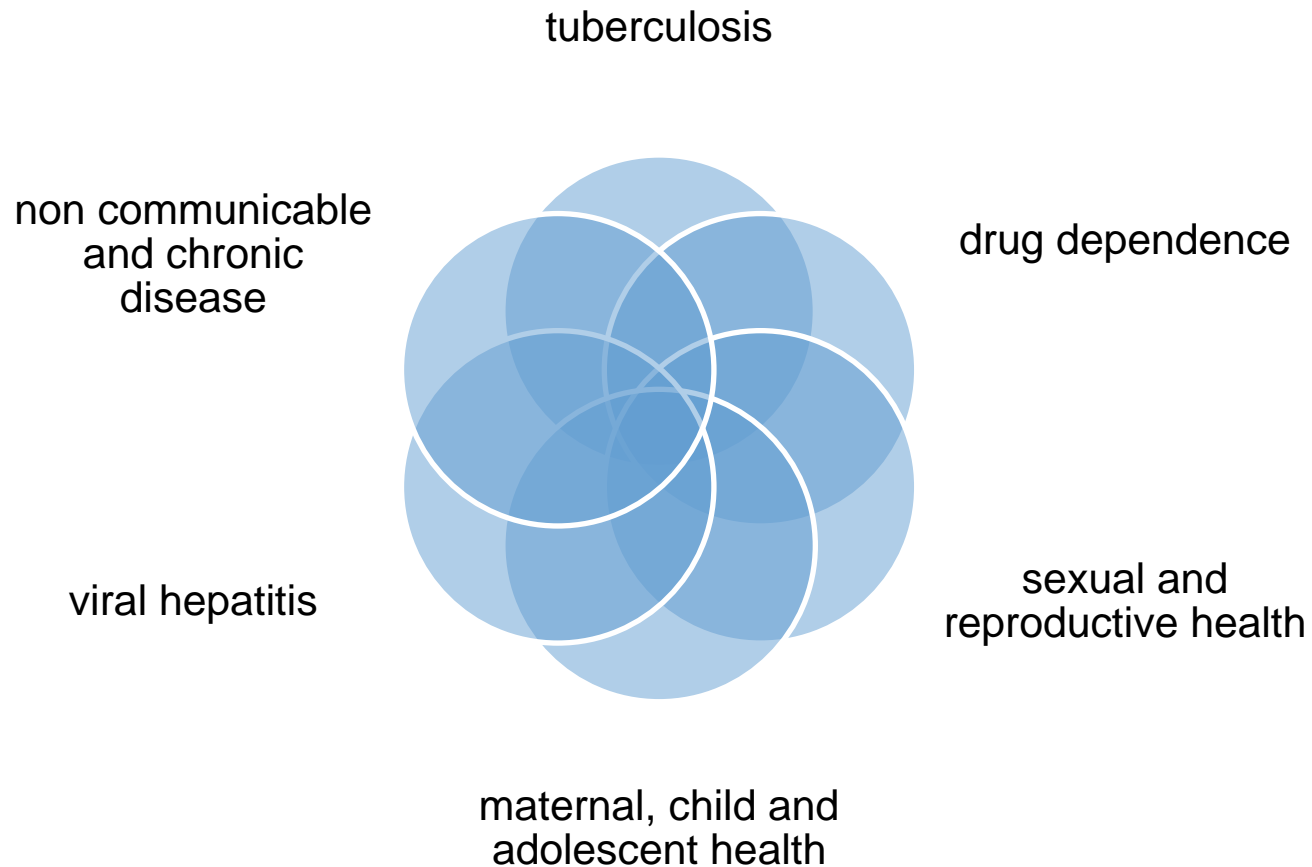 tuberculosis
non communicable
and chronic
disease
drug dependence
viral hepatitis
sexual and
reproductive health
maternal, child and
adolescent health